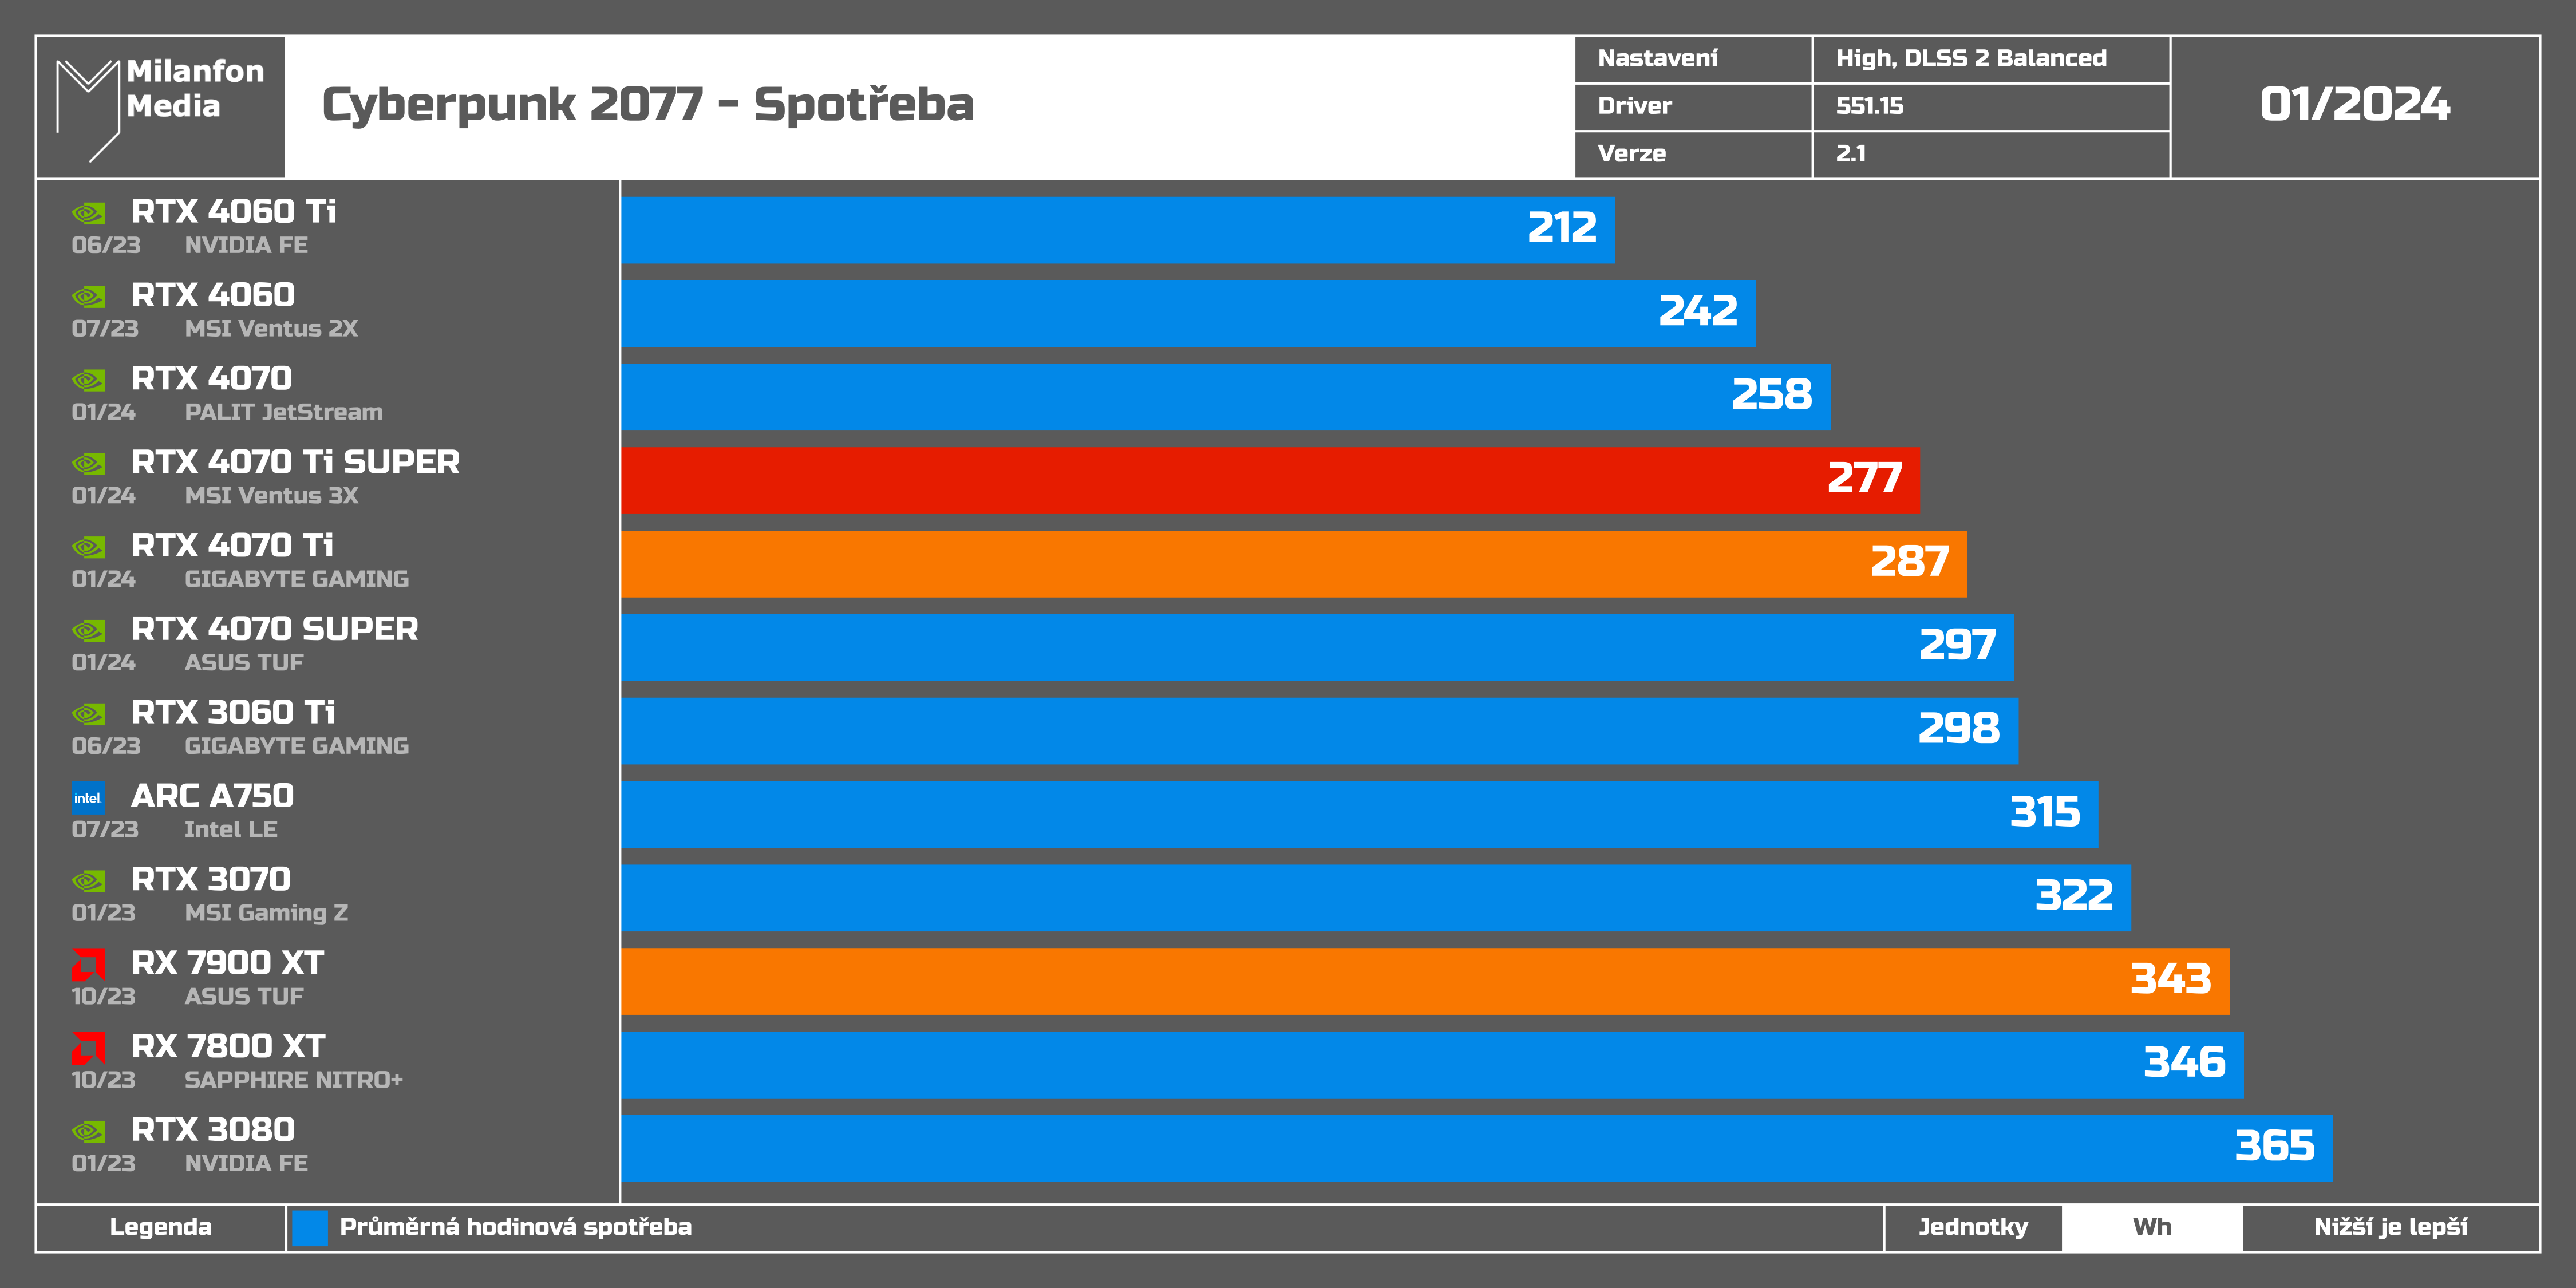 Milanfon
Media
Cyberpunk 2077 - Spotřeba
Nastavení High, DLSS 2 Balanced
Driver 551.15
Verze 2.1
01/2024
RTX 4060 Ti
06/23 NVIDIA FE
212
RTX 4060
07/23 MSI Ventus 2X
242
RTX 4070
01/24 PALIT JetStream
258
RTX 4070 Ti SUPER
01/24 MSI Ventus 3X
277
RTX 4070 Ti
01/24 GIGABYTE GAMING
287
RTX 4070 SUPER
01/24 ASUS TUF
297
RTX 3060 Ti
06/23 GIGABYTE GAMING
298
intel ARC A750
07/23 Intel LE
315
RTX 3070
01/23 MSI Gaming Z
322
RX 7900 XT
10/23 ASUS TUF
343
RX 7800 XT
10/23 SAPPHIRE NITRO+
346
RTX 3080
01/23 NVIDIA FE
365
Legenda Průměrná hodinová spotřeba Jednotky Wh Nižší je lepší